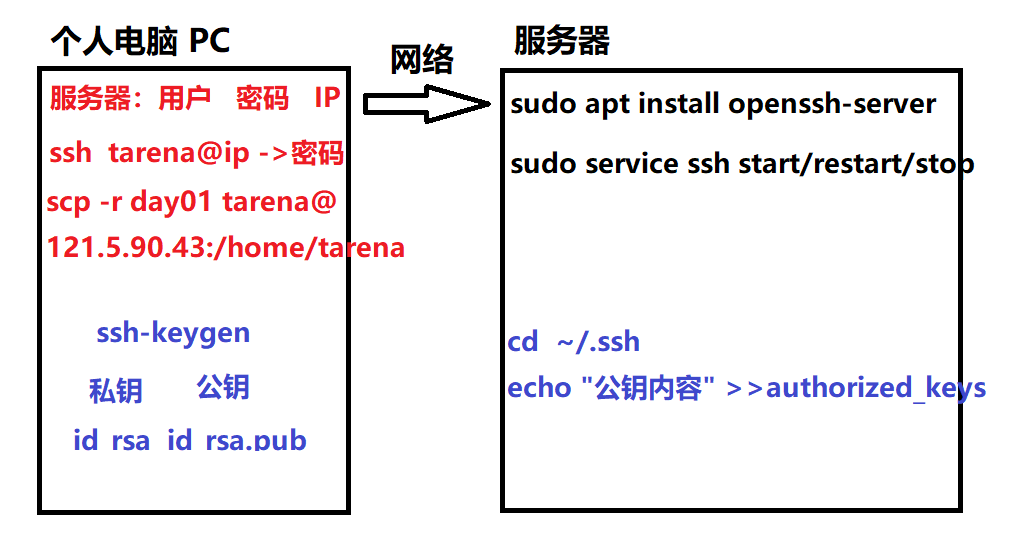 个人电脑 PC
服务器：用户 密码 IP
ssh tarena@ip ->密码
scp -r day01 tarena@
121.5.90.43:/home/tarena
ssh-keygen
私钥 公钥
id_rsa id_rsa.pub
网络
服务器
sudo apt install openssh-server
sudo service ssh start/restart/stop
cd ~/.ssh
echo "公钥内容" >>authorized_keys